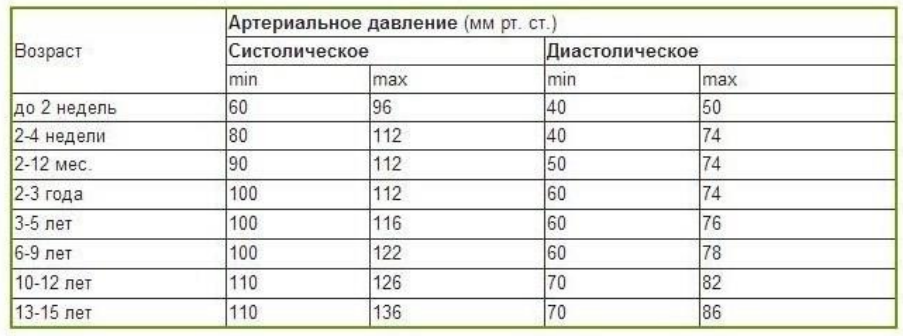 Возраст
Артериальное давление (мм рт. ст.)
Систолическое Диастолическое
min max min max
до 2 недель 60 96 40 50
2-4 недели 80 112 40 74
2-12 мес. 90 112 50 74
2-3 года 100 112 60 74
3-5 лет 100 116 60 76
6-9 лет 100 122 60 78
10-12 лет 110 126 70 82
13-15 лет 110 136 70 86